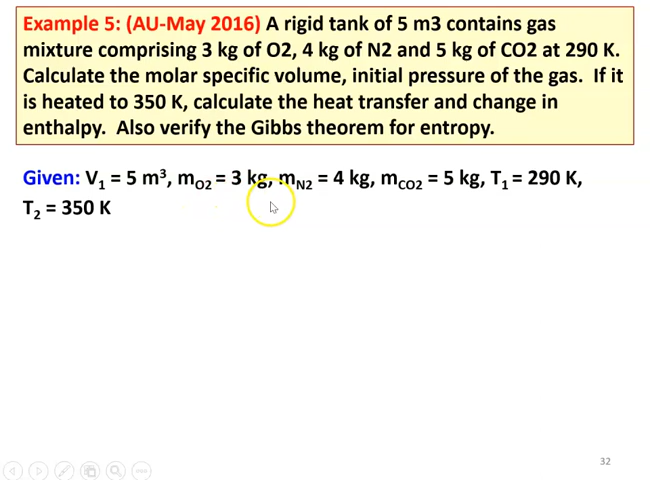 Example 5: (AU-May 2016) A rigid tank of 5 m3 contains gas
mixture comprising 3 kg of O2, 4 kg of N2 and 5 kg of CO2 at 290 K.
Calculate the molar specific volume, initial pressure of the gas.  If it
is heated to 350 K, calculate the heat transfer and change in
enthalpy.  Also verify the Gibbs theorem for entropy.
Given: V₁ = 5 m³, m_O2 = 3 kg, m_N2 = 4 kg, m_CO2 = 5 kg, T₁ = 290 K,
T₂ = 350 K
32